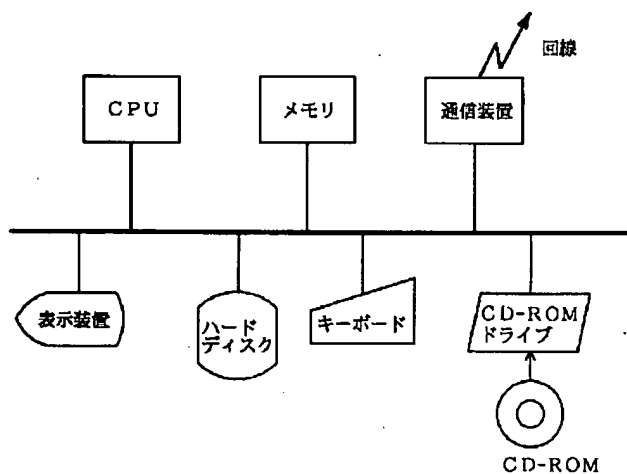 回線
CPU
メモリ
通信装置
表示装置
ハード
ディスク
キーボード
CD-ROM
ドライブ
CD-ROM